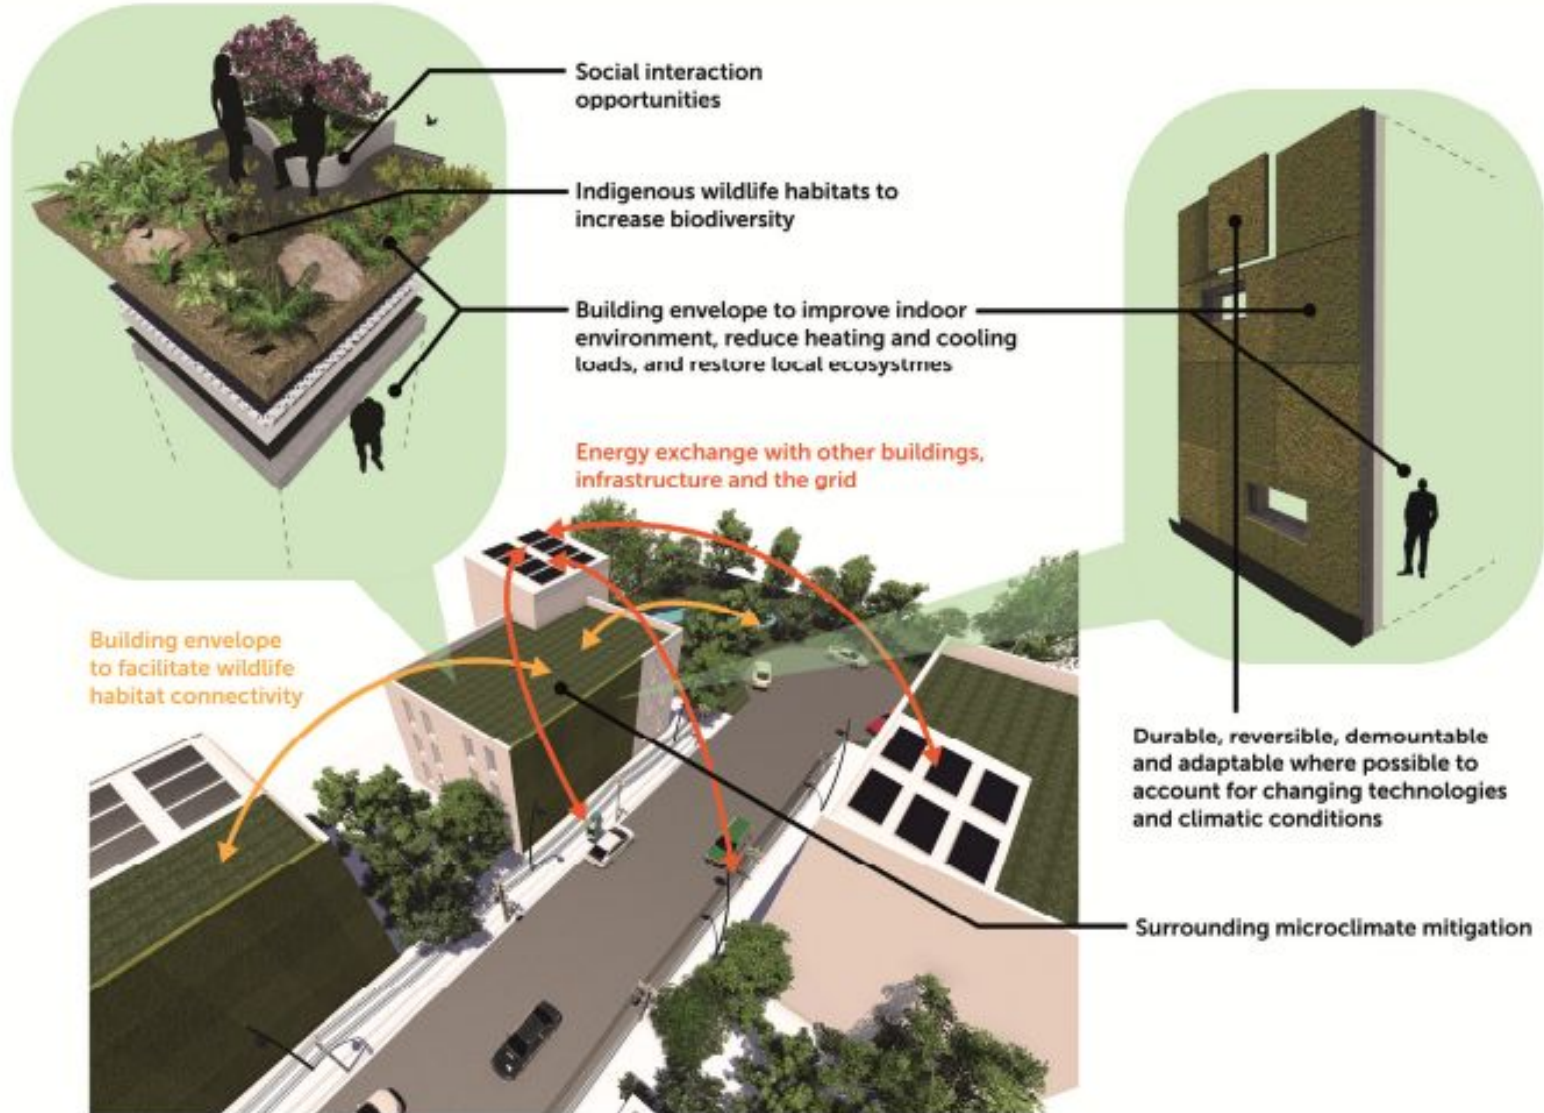 Social interaction
opportunities
Indigenous wildlife habitats to
increase biodiversity
Building envelope to improve indoor
environment, reduce heating and cooling
loads, and restore local ecosystmes
Energy exchange with other buildings,
infrastructure and the grid
Building envelope
to facilitate wildlife
habitat connectivity
Durable, reversible, demountable
and adaptable where possible to
account for changing technologies
and climatic conditions
Surrounding microclimate mitigation